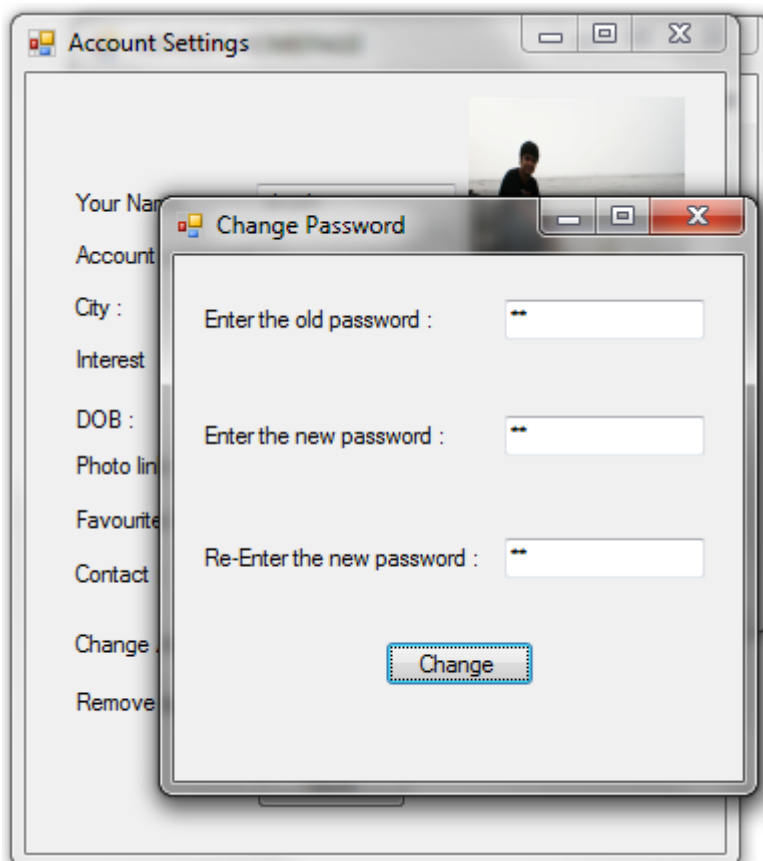 Account Settings
Your Nam
Account
City :
Interest
DOB :
Photo lin
Favourite
Contact
Change
Remove
Change Password
Enter the old password :
**
Enter the new password :
**
Re-Enter the new password :
**
Change